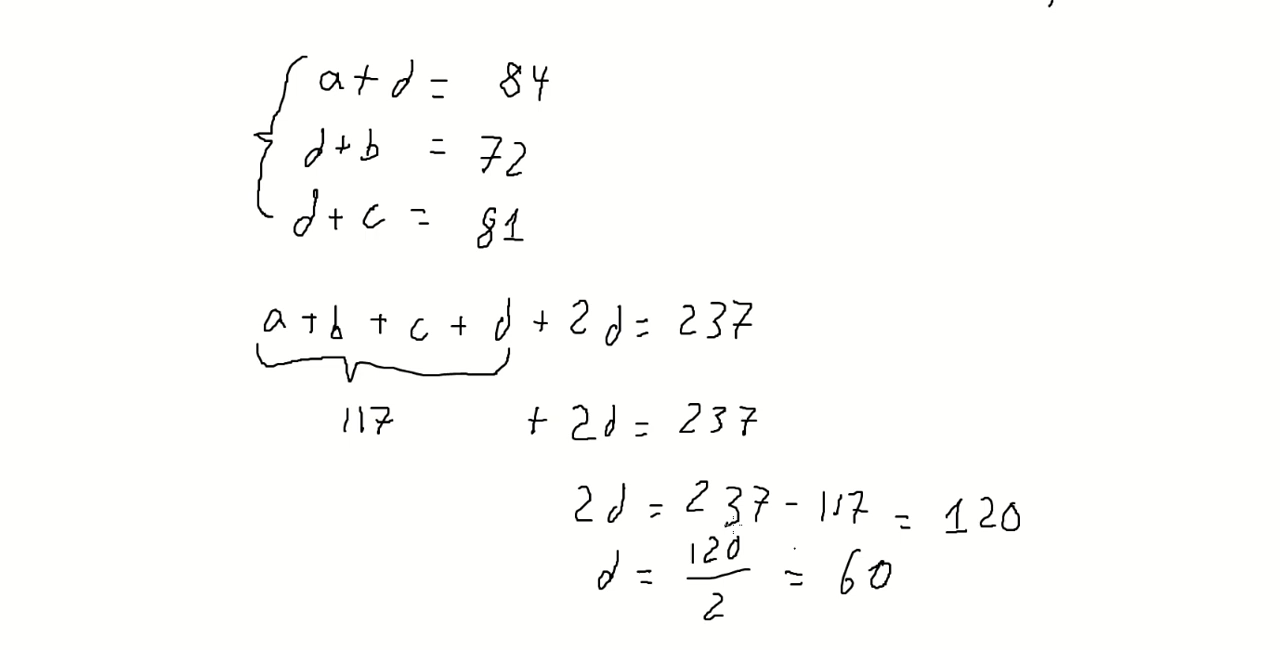 a + d = 84
d + b = 72
d + c = 81
a + b + c + d + 2d = 237
117 + 2d = 237
2d = 237 - 117 = 120
d = 120/2 = 60